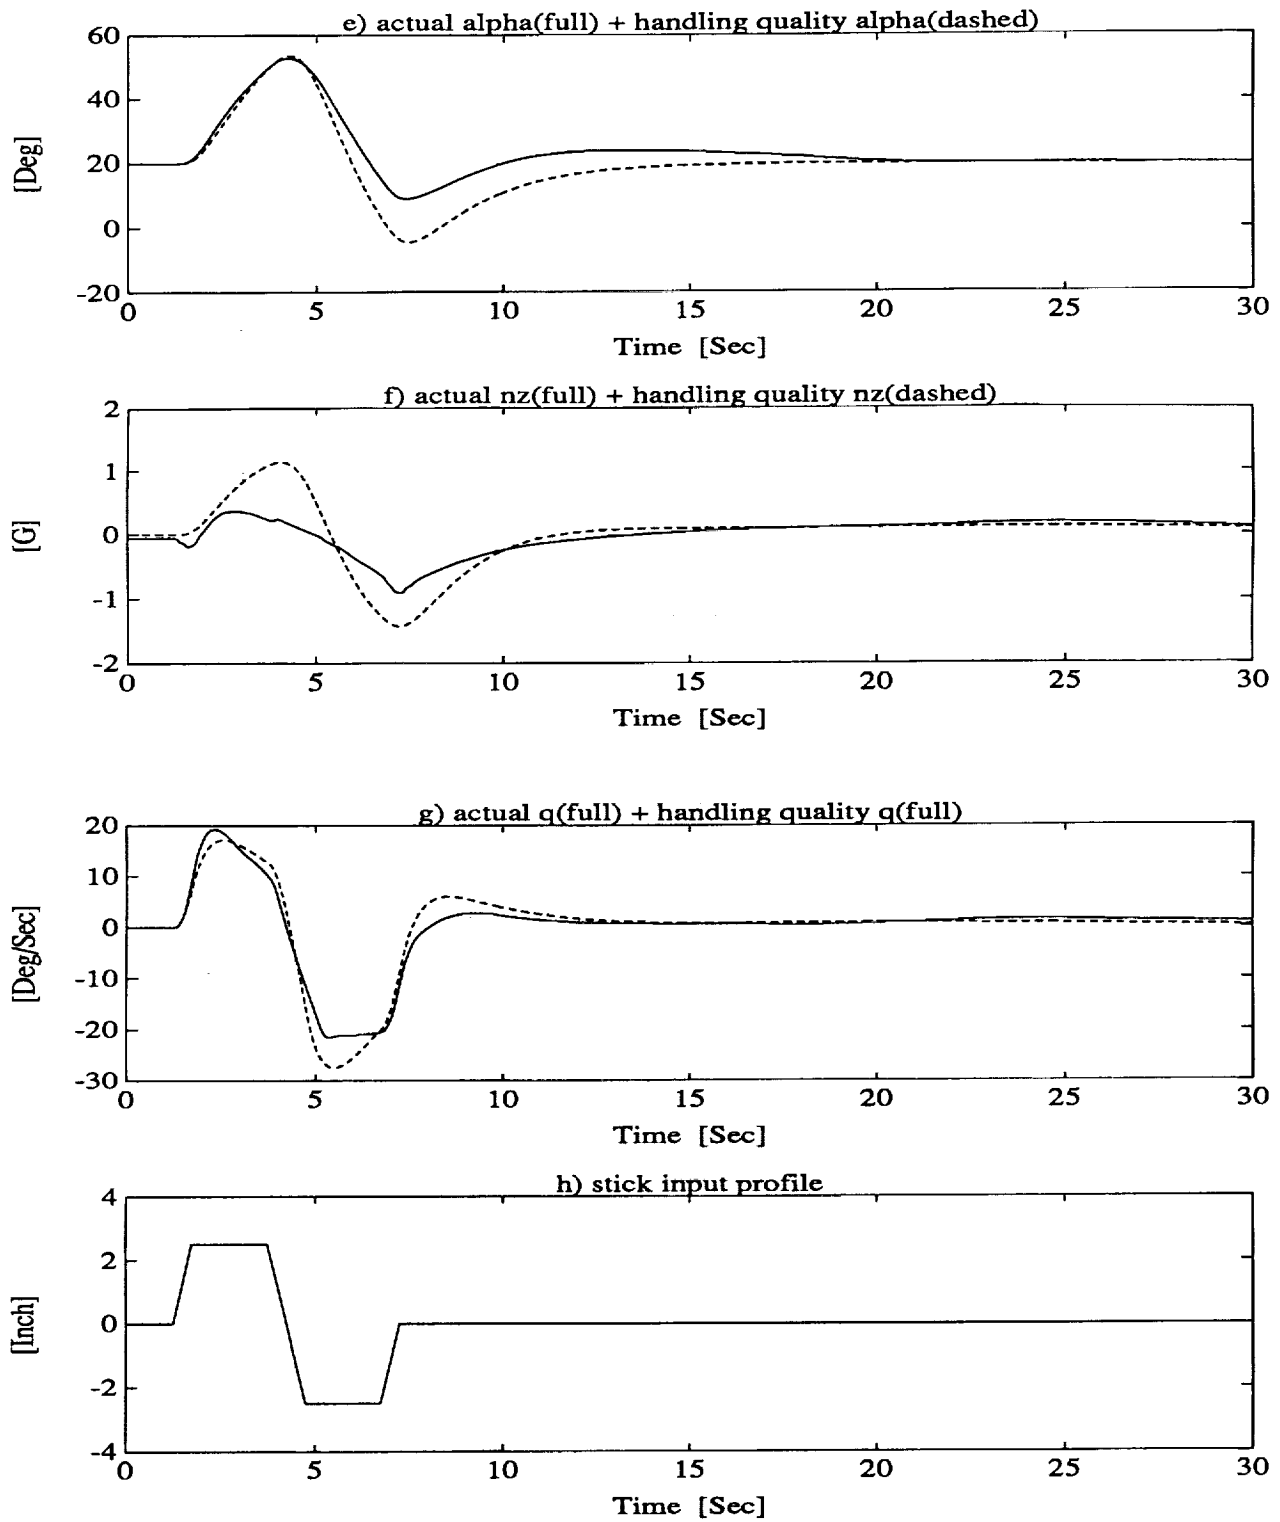 e) actual alpha(full) + handling quality alpha(dashed)
60
40
20
0
-20
[Deg]
0 5 10 15 20 25 30
Time [Sec]
f) actual nz(full) + handling quality nz(dashed)
2
1
0
-1
-2
[G]
0 5 10 15 20 25 30
Time [Sec]
g) actual q(full) + handling quality q(full)
20
10
0
-10
-20
-30
[Deg/Sec]
0 5 10 15 20 25 30
Time [Sec]
h) stick input profile
4
2
0
-2
-4
[Inch]
0 5 10 15 20 25 30
Time [Sec]